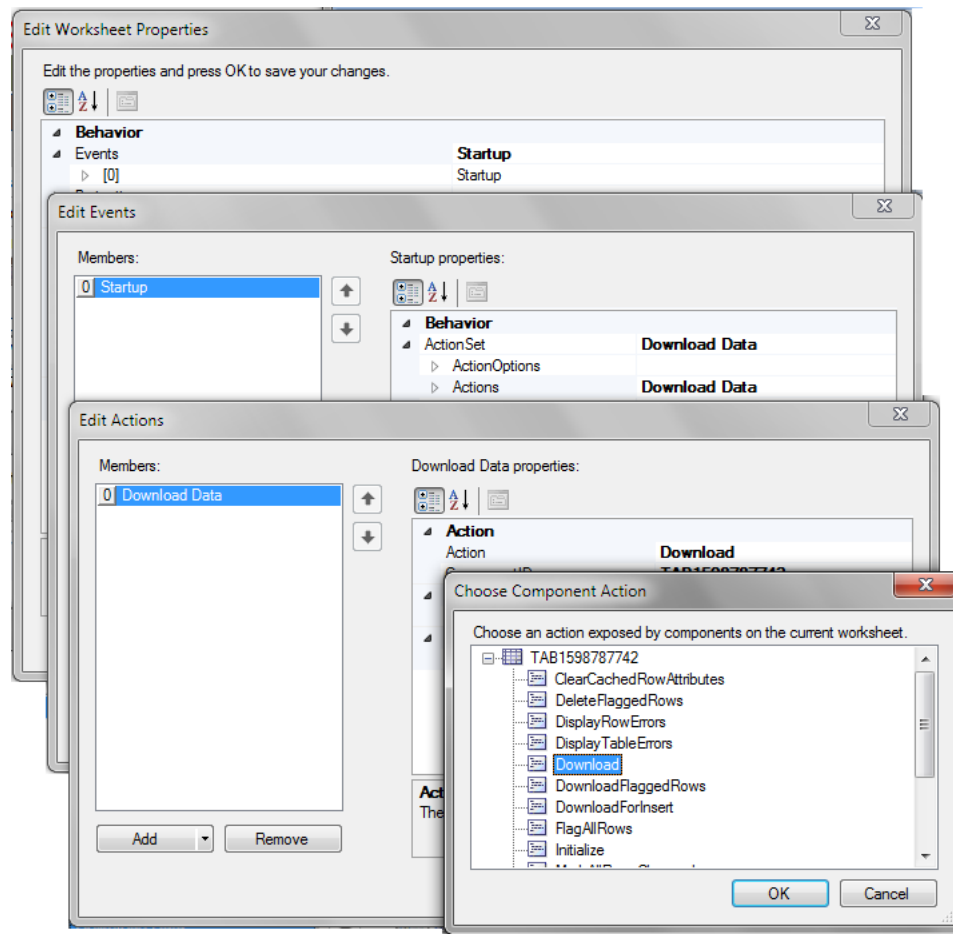 Edit Worksheet Properties
Edit the properties and press OK to save your changes.
Behavior
Events Startup
[0] Startup
Edit Events
Members: Startup properties:
0 Startup
Behavior
ActionSet Download Data
ActionOptions
Actions Download Data
Edit Actions
Members: Download Data properties:
0 Download Data
Action
Action Download
Choose Component Action
Choose an action exposed by components on the current worksheet.
TAB1598787742
ClearCachedRowAttributes
DeleteFlaggedRows
DisplayRowErrors
DisplayTableErrors
Download
DownloadFlaggedRows
DownloadForInsert
FlagAllRows
Initialize
Act
The
Add Remove
OK Cancel